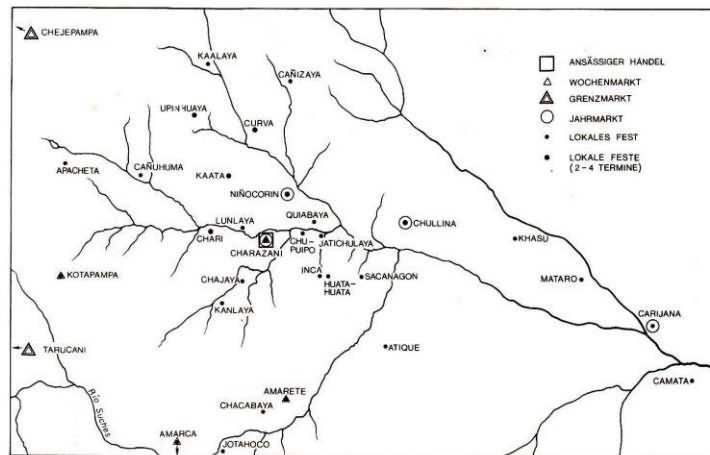 CHEJEPAMPA
KAALAYA
CAÑIZAYA
UPINHUAYA
CURVA
APACHETA
CAÑUHUMA
KAATA
NIÑOCORIN
QUIABAYA
CHULLINA
LUNLAYA
CHARI
CHARAZANI
CHU-
PUIPO
JATICHULAYA
KHASU
KOTAPAMPA
CHAJAYA
INCA
HUATA-
HUATA
SACANAGON
MATARO
KANLAYA
CARIJANA
TARUCANI
ATIQUE
CAMATA
Río Suches
AMARETE
CHACABAYA
AMARCA
JOTAHOCO
ANSÄSSIGER HÄNDEL
WOCHENMARKT
GRENZMARKT
JAHRMARKT
LOKALES FEST
LOKALE FESTE
(2-4 TERMINE)